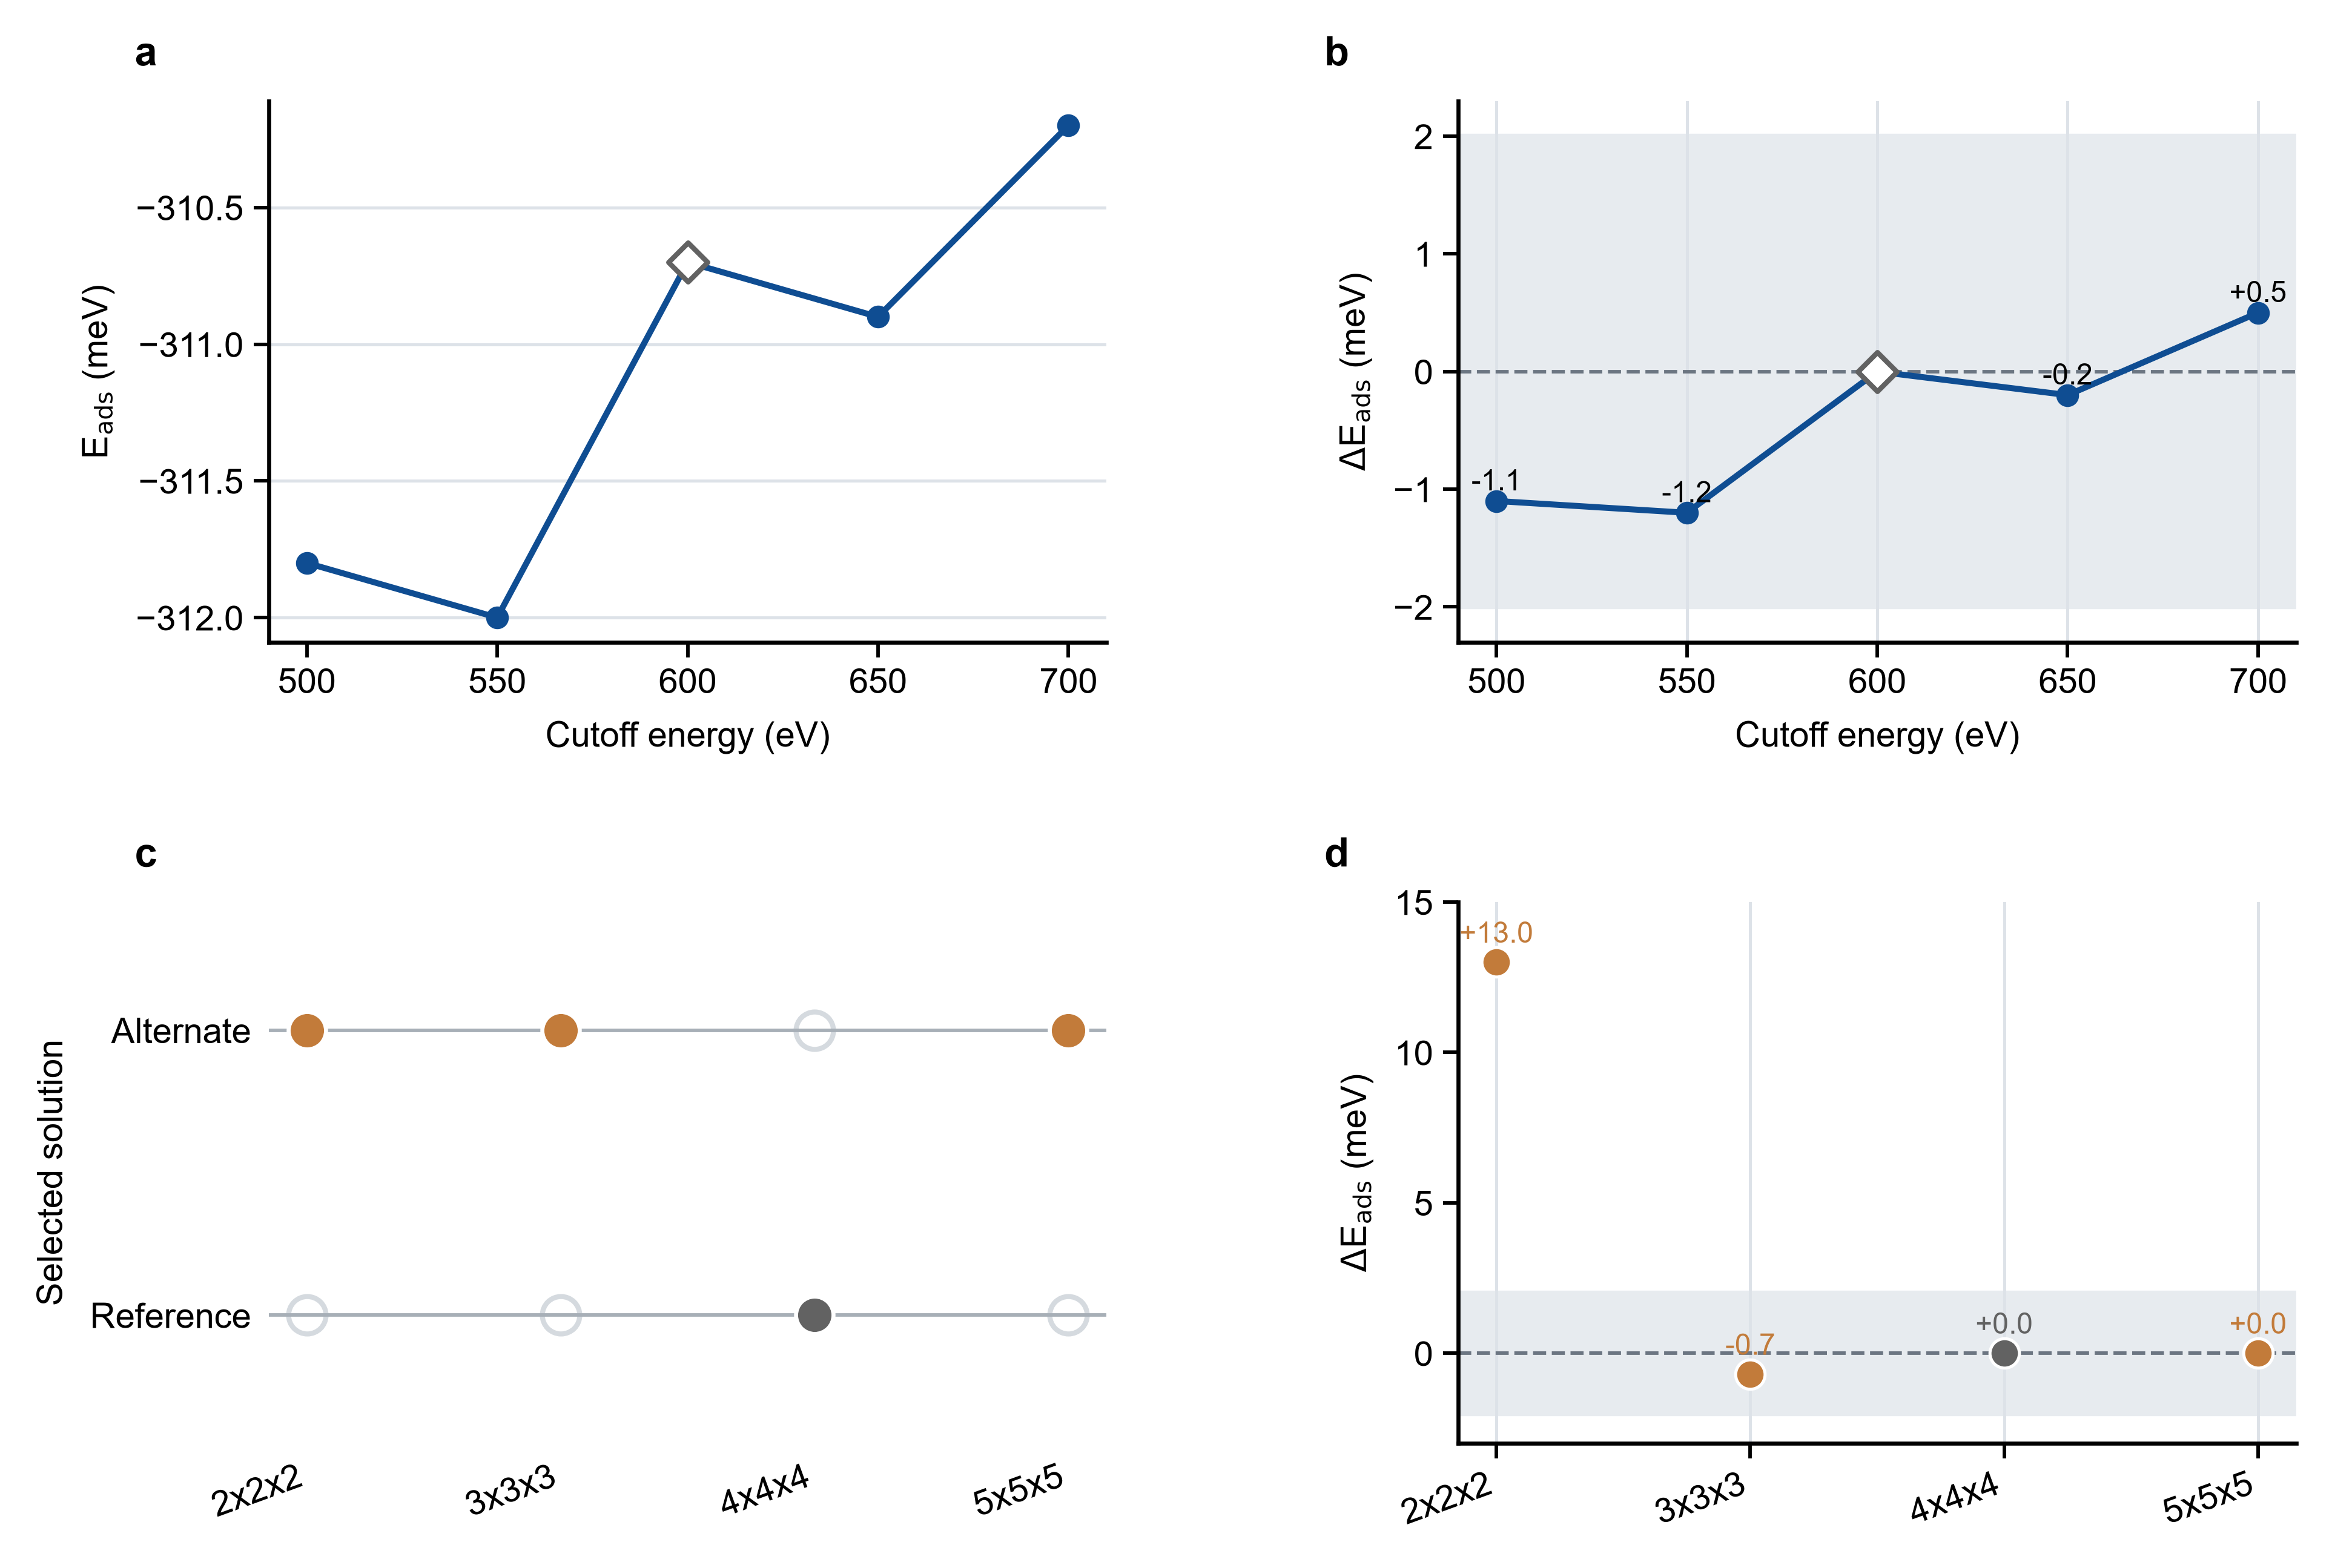 a
−310.5
−311.0
−311.5
−312.0
E_ads (meV)
500 550 600 650 700
Cutoff energy (eV)
b
2
1
0
−1
−2
ΔE_ads (meV)
-1.1
-1.2
-0.2
+0.5
500 550 600 650 700
Cutoff energy (eV)
c
Selected solution
Alternate
Reference
2x2x2 3x3x3 4x4x4 5x5x5
d
15
10
5
0
ΔE_ads (meV)
+13.0
-0.7
+0.0
+0.0
2x2x2 3x3x3 4x4x4 5x5x5